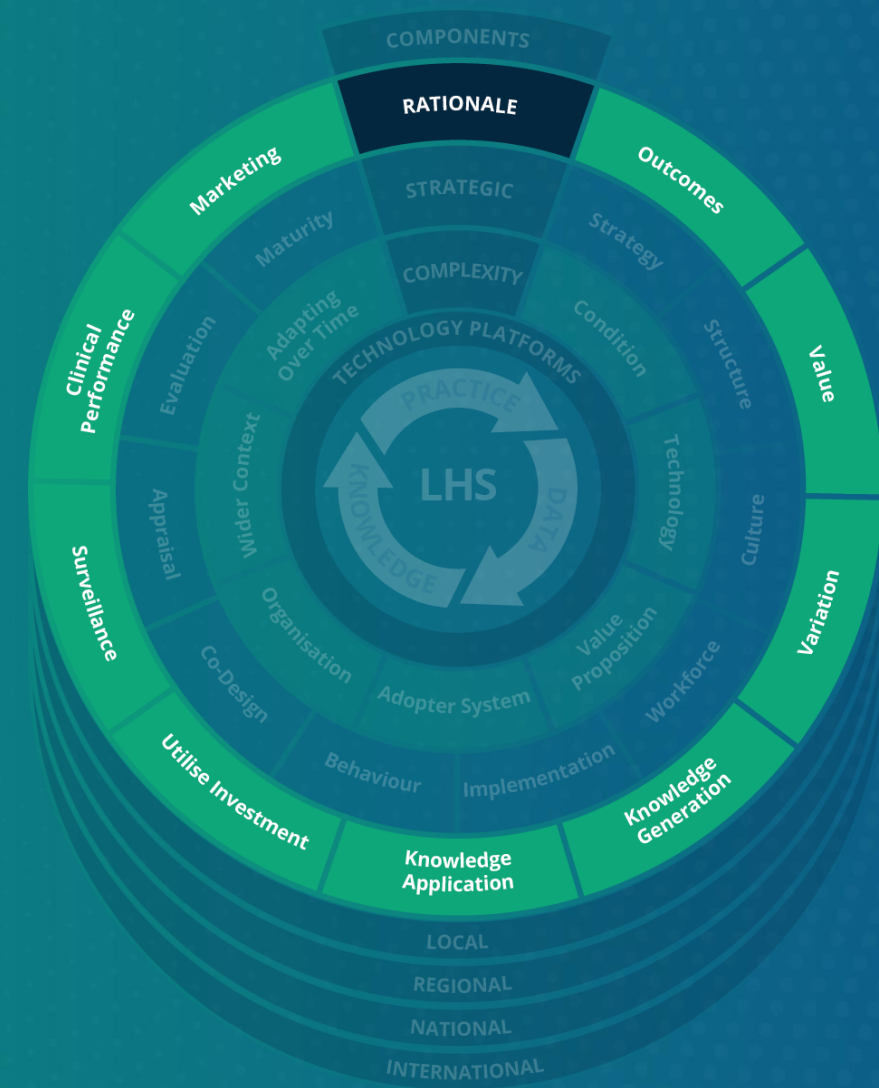 COMPONENTS
RATIONALE
Outcomes
Value
Variation
Knowledge
Generation
Knowledge
Application
Utilise Investment
Surveillance
Clinical
Performance
Marketing
STRATEGIC
Strategy
Structure
Culture
Workforce
Implementation
Behaviour
Co-Design
Appraisal
Evaluation
Maturity
COMPLEXITY
Condition
Technology
Value
Proposition
Adopter System
Organisation
Wider Context
Adapting
Over Time
TECHNOLOGY PLATFORMS
PRACTICE
DATA
KNOWLEDGE
LHS
LOCAL
REGIONAL
NATIONAL
INTERNATIONAL